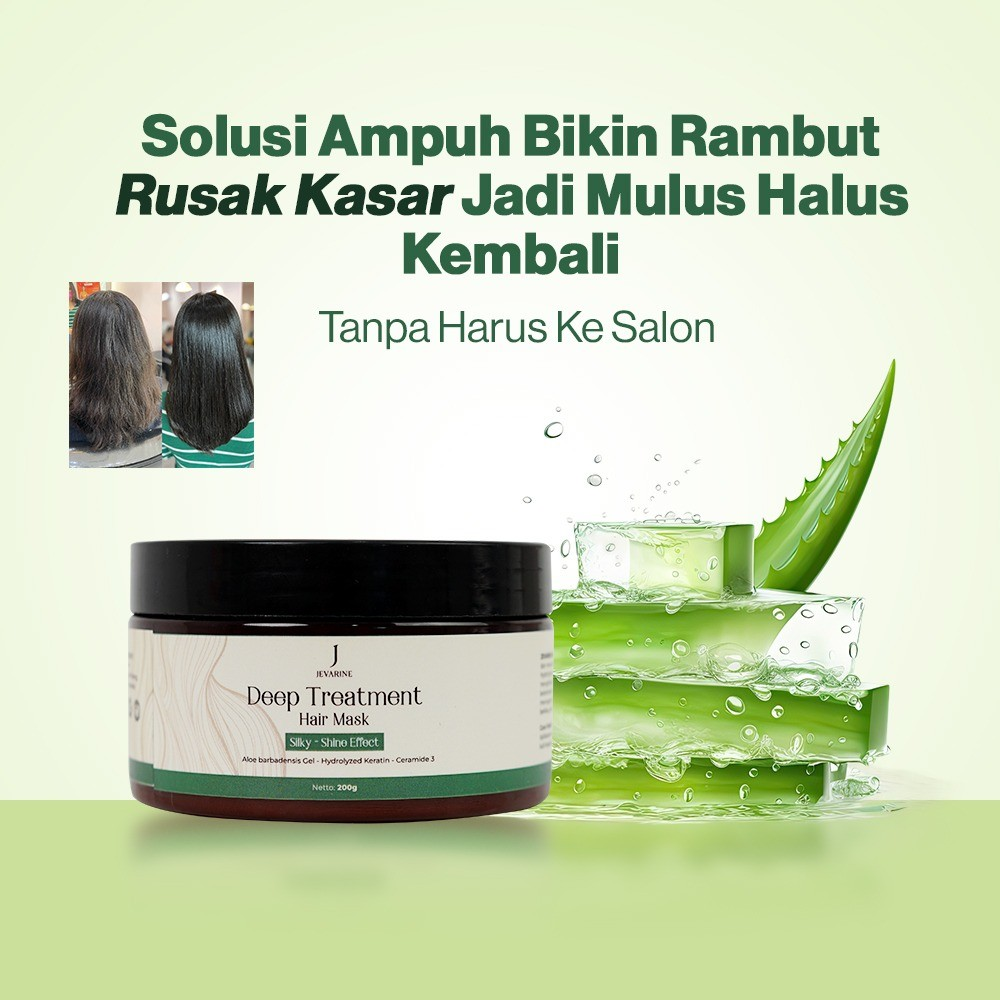 Solusi Ampuh Bikin Rambut
Rusak Kasar Jadi Mulus Halus
Kembali
Tanpa Harus Ke Salon
J
JEVARINE
Deep Treatment
Hair Mask
Silky - Shine Effect
Aloe barbadensis Gel - Hydrolyzed Keratin - Ceramide 3
Netto: 200g